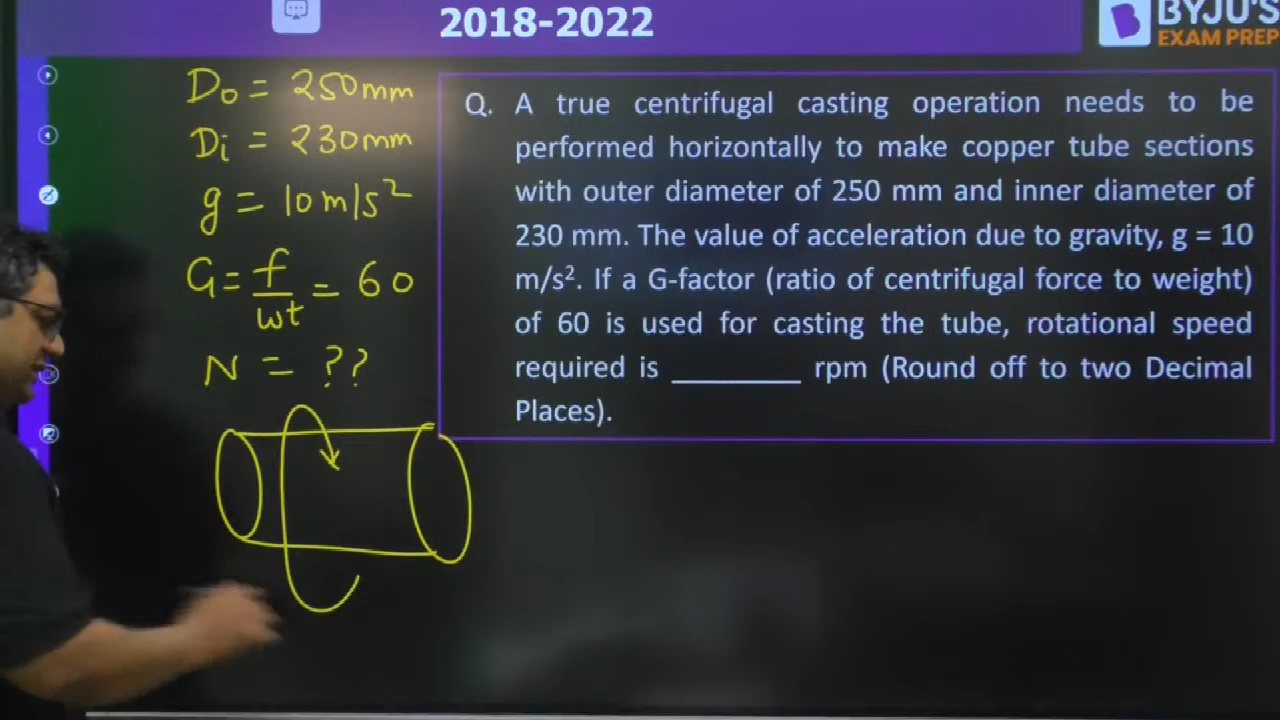 2018-2022
BYJU'S
EXAM PREP
D₀ = 250mm
Dᵢ = 230mm
g = 10 m/s²
G = f/wt = 60
N = ??
Q. A true centrifugal casting operation needs to be
performed horizontally to make copper tube sections
with outer diameter of 250 mm and inner diameter of
230 mm. The value of acceleration due to gravity, g = 10
m/s². If a G-factor (ratio of centrifugal force to weight)
of 60 is used for casting the tube, rotational speed
required is ________ rpm (Round off to two Decimal
Places).